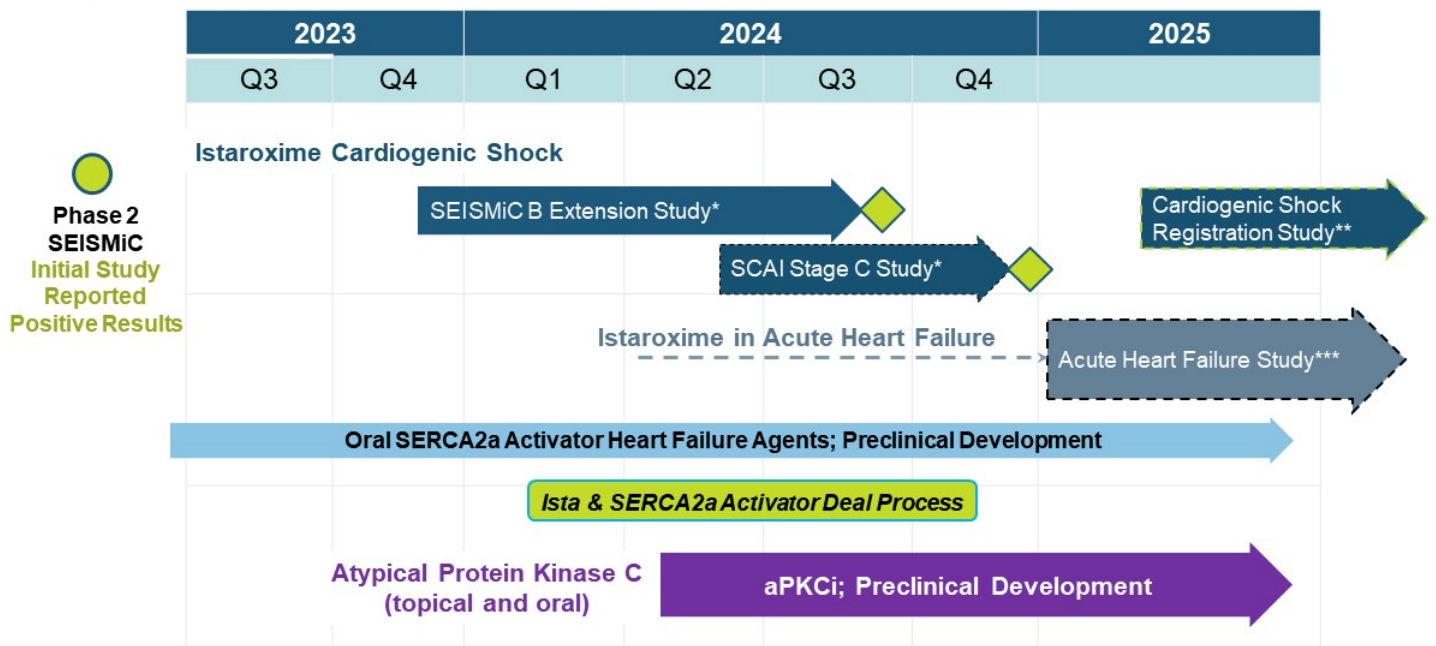 2023 2024 2025
Q3 Q4 Q1 Q2 Q3 Q4
Istaroxime Cardiogenic Shock
Phase 2
SEISMiC
Initial Study
Reported
Positive Results
SEISMiC B Extension Study*
Cardiogenic Shock
Registration Study**
SCAI Stage C Study*
Istaroxime in Acute Heart Failure
Acute Heart Failure Study***
Oral SERCA2a Activator Heart Failure Agents; Preclinical Development
Ista & SERCA2a Activator Deal Process
Atypical Protein Kinase C
(topical and oral)
aPKCi; Preclinical Development